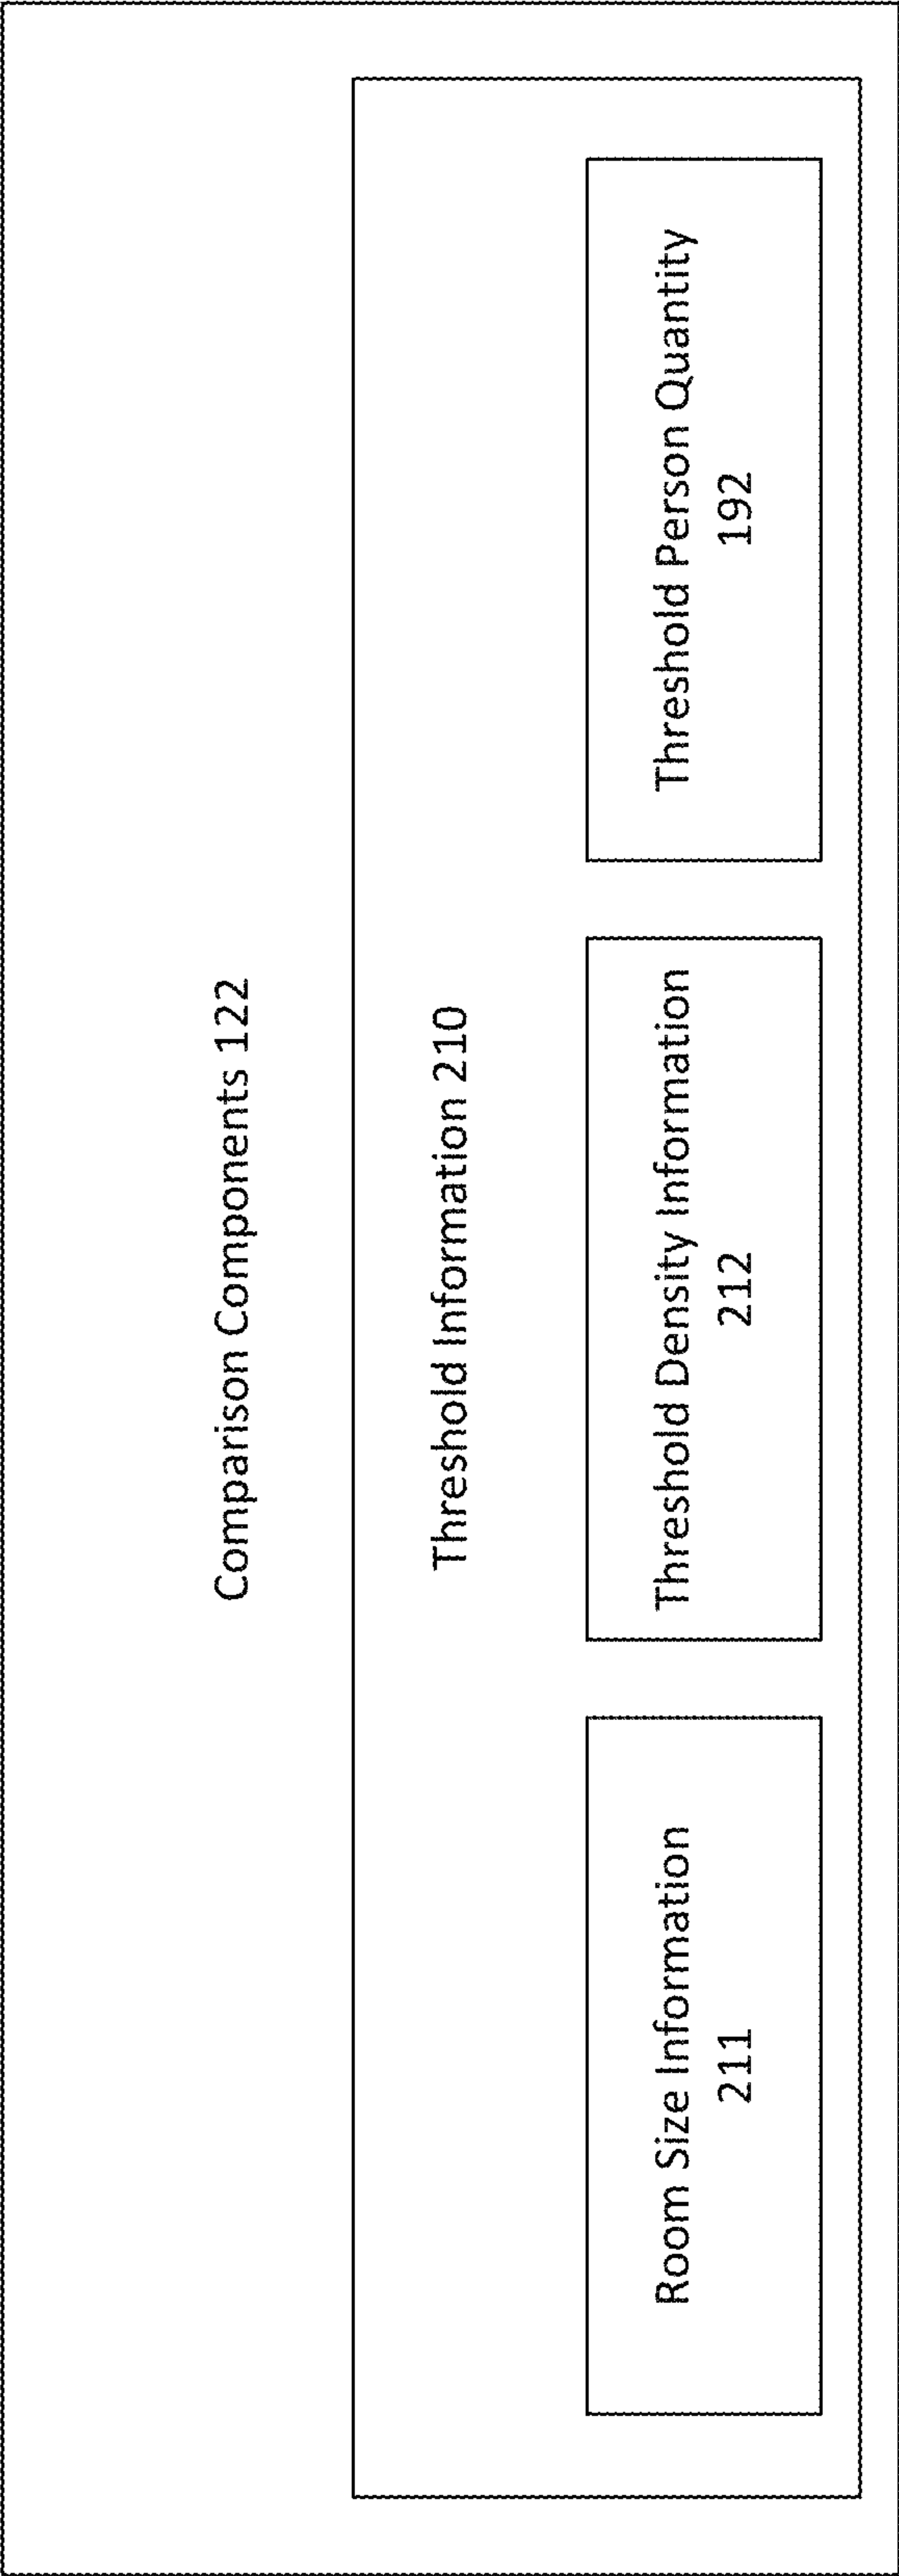 Comparison Components 122
Threshold Information 210
Room Size Information
211
Threshold Density Information
212
Threshold Person Quantity
192